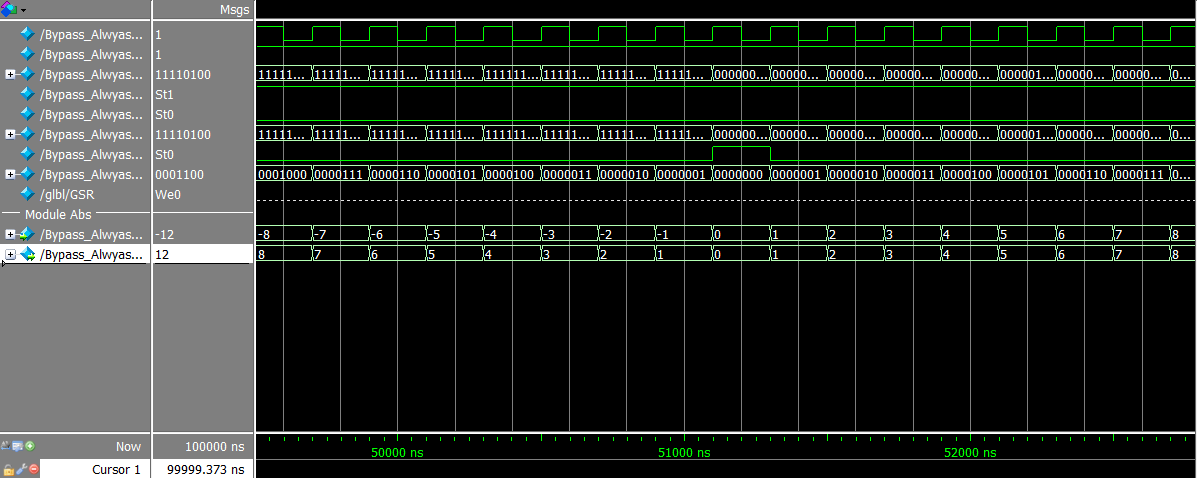 Msgs
/Bypass_Alwyas... 1
/Bypass_Alwyas... 1
/Bypass_Alwyas... 11110100 11111... 11111... 11111... 11111... 11111... 11111... 11111... 11111... 000000... 00000... 00000... 00000... 00000... 000001... 00000... 00000... 0...
/Bypass_Alwyas... St1
/Bypass_Alwyas... St0
/Bypass_Alwyas... 11110100 11111... 11111... 11111... 11111... 11111... 11111... 11111... 11111... 000000... 00000... 00000... 00000... 00000... 000001... 00000... 00000... 0...
/Bypass_Alwyas... St0
/Bypass_Alwyas... 0001100 0001000 0000111 0000110 0000101 0000100 0000011 0000010 0000001 0000000 0000001 0000010 0000011 0000100 0000101 0000110 0000111 0...
/glbl/GSR We0
Module Abs
/Bypass_Alwyas... -12 -8 -7 -6 -5 -4 -3 -2 -1 0 1 2 3 4 5 6 7 8
/Bypass_Alwyas... 12 8 7 6 5 4 3 2 1 0 1 2 3 4 5 6 7 8
Now 100000 ns 50000 ns 51000 ns 52000 ns
Cursor 1 99999.373 ns